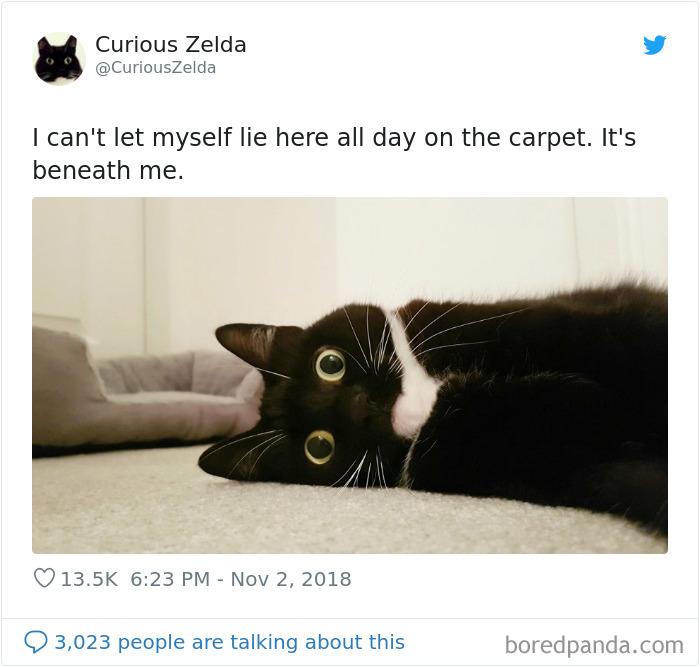 Curious Zelda
@CuriousZelda
I can't let myself lie here all day on the carpet. It's
beneath me.
13.5K 6:23 PM - Nov 2, 2018
3,023 people are talking about this
boredpanda.com